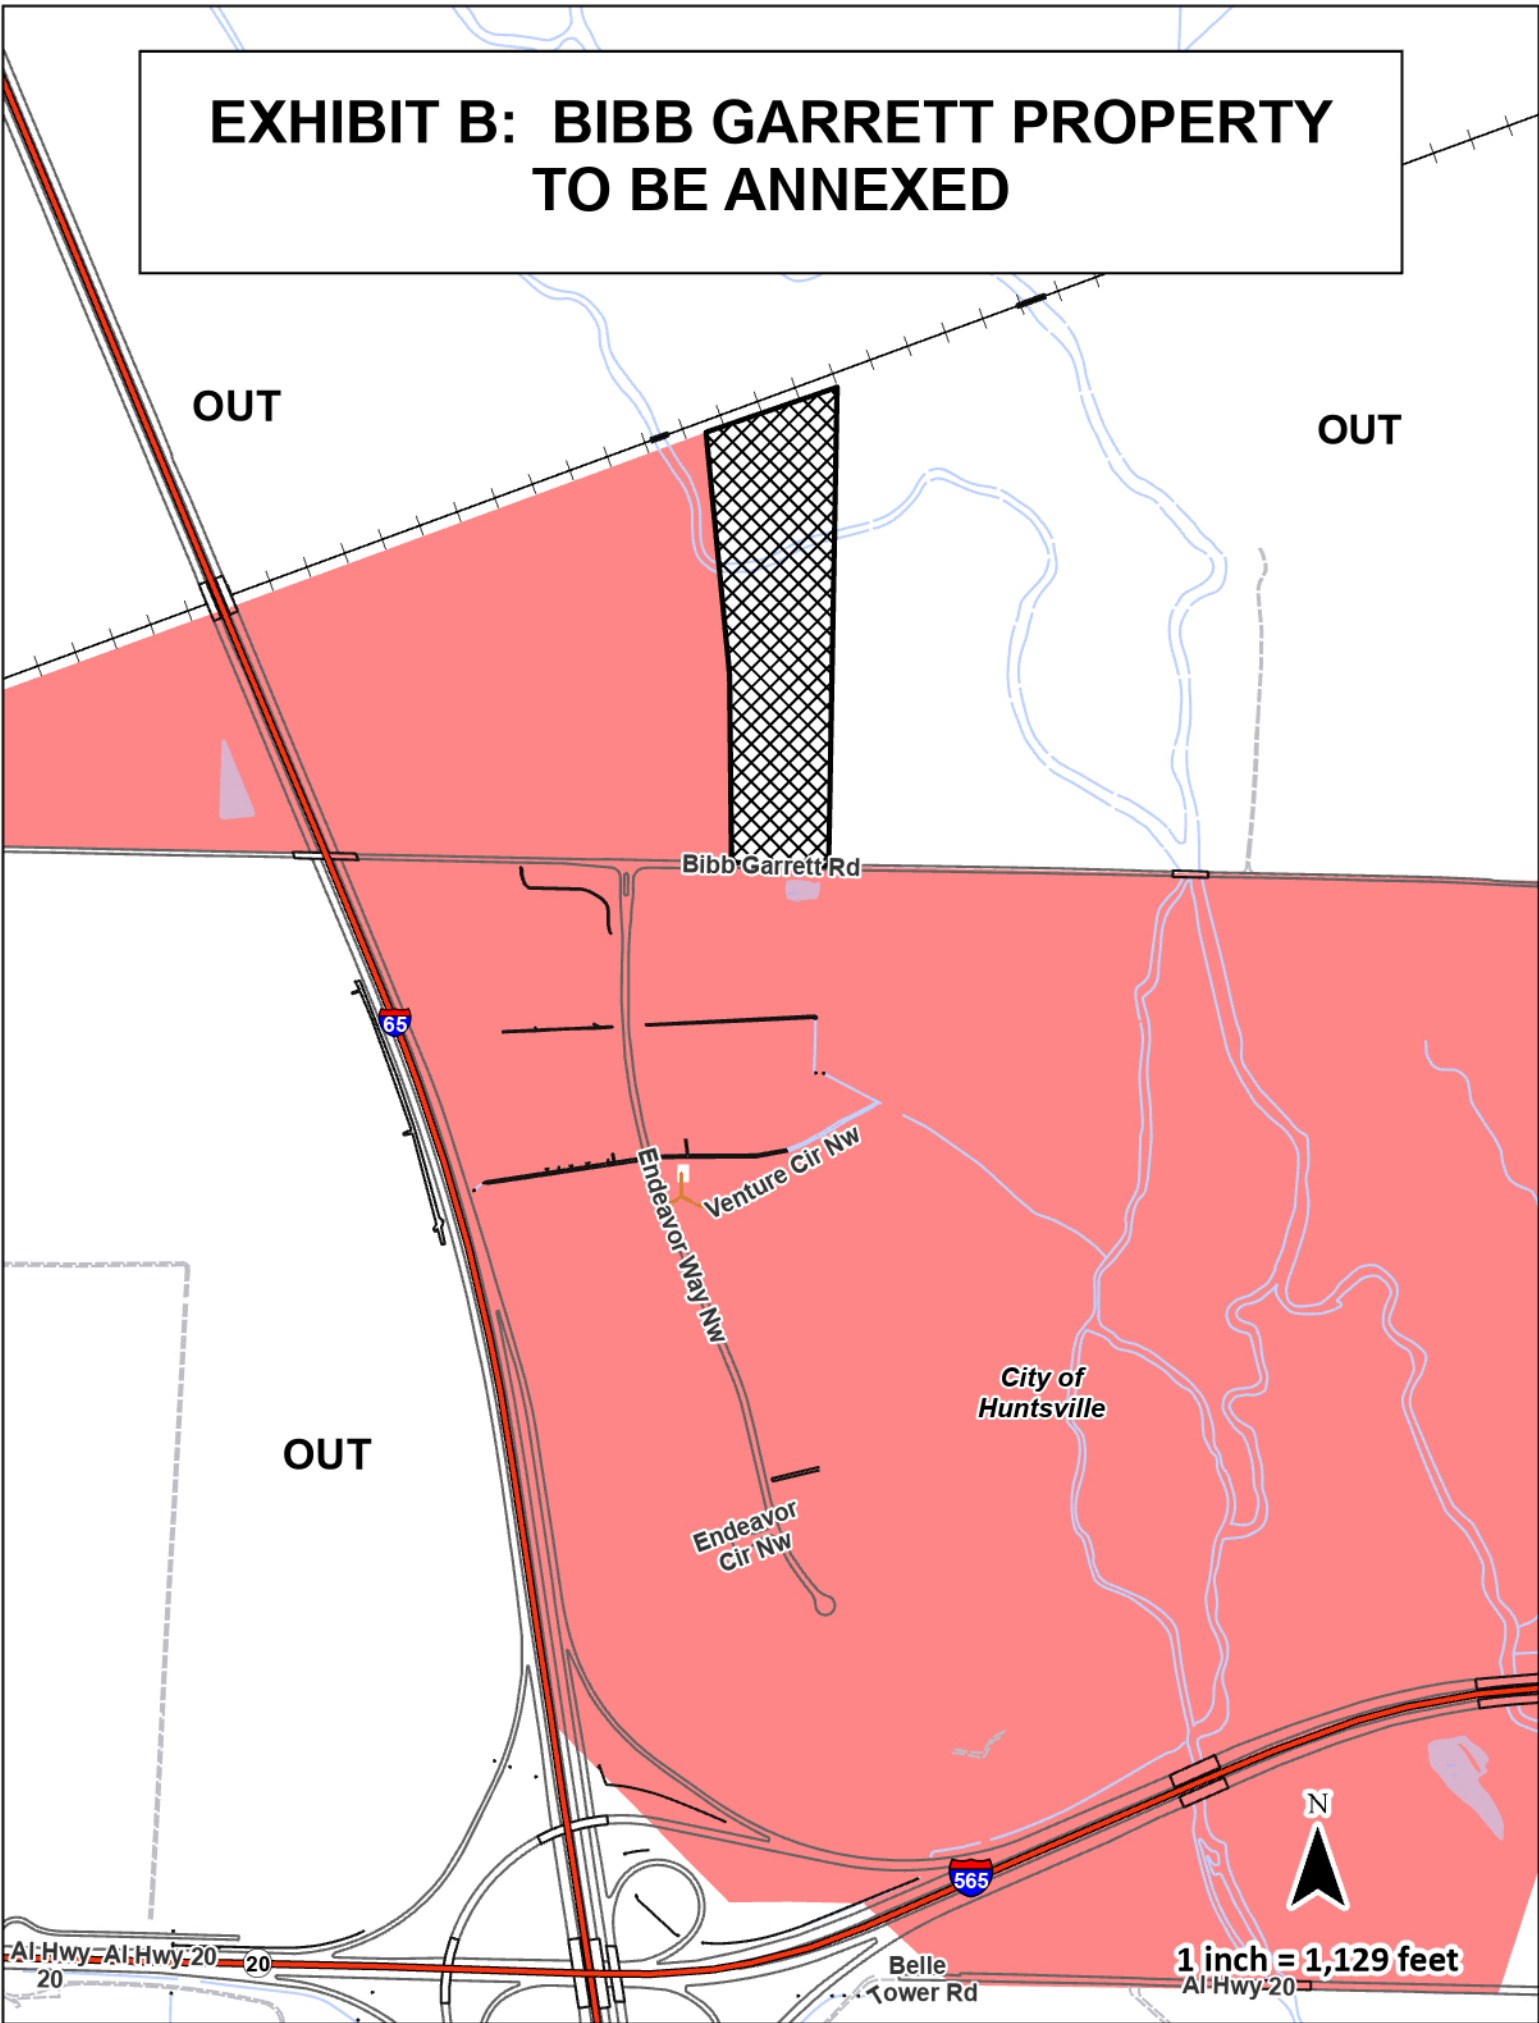 EXHIBIT B: BIBB GARRETT PROPERTY
TO BE ANNEXED
OUT
OUT
Bibb Garrett Rd
65
Venture Cir Nw
Endeavor Way Nw
City of
Huntsville
OUT
Endeavor
Cir Nw
N
565
Al Hwy
20
Al Hwy 20
20
Belle
Tower Rd
1 inch = 1,129 feet
Al Hwy 20